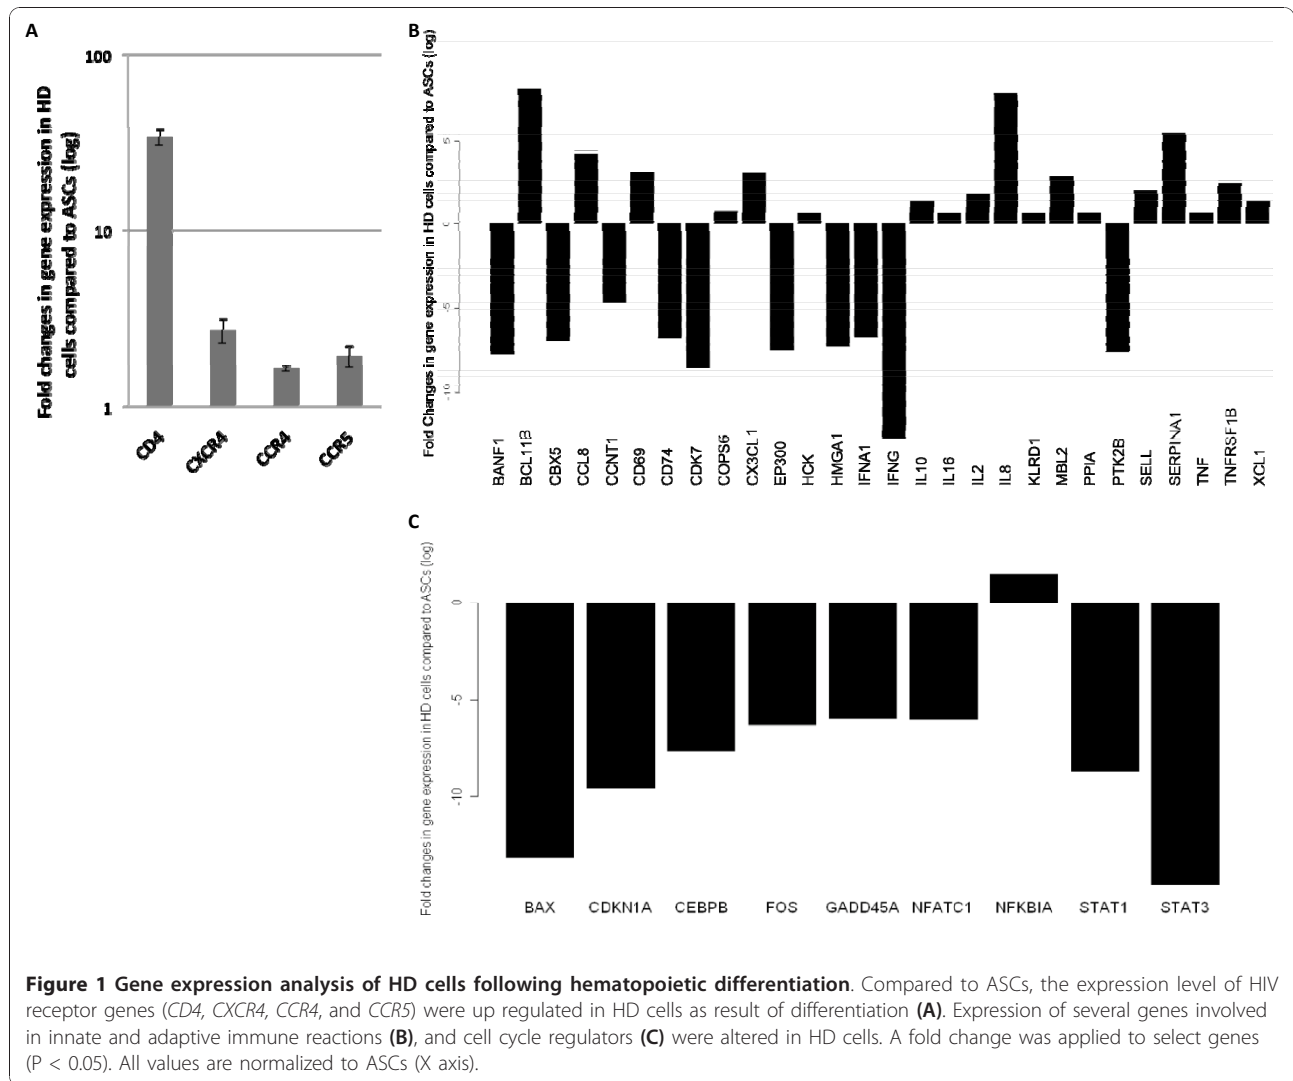 A
Fold changes in gene expression in HD
cells compared to ASCs (log)
100
10
1
CD4
CXCR4
CCR4
CCR5
B
Fold Changes in gene expression in HD cells compared to ASCs (log)
5
0
-5
-10
BANF1
BCL11B
CBX5
CCL8
CCNT1
CD69
CD74
CDK7
COPS6
CX3CL1
EP300
HCK
HMGA1
IFNA1
IFNG
IL10
IL16
IL2
IL8
KLRD1
MBL2
PPIA
PTK2B
SELL
SERPINA1
TNF
TNFRSF1B
XCL1
C
Fold changes in gene expression in HD cells compared to ASCs (log)
0
-5
-10
BAX CDKN1A CEBPB FOS GADD45A NFATC1 NFKBIA STAT1 STAT3
Figure 1 Gene expression analysis of HD cells following hematopoietic differentiation. Compared to ASCs, the expression level of HIV
receptor genes (CD4, CXCR4, CCR4, and CCR5) were up regulated in HD cells as result of differentiation (A). Expression of several genes involved
in innate and adaptive immune reactions (B), and cell cycle regulators (C) were altered in HD cells. A fold change was applied to select genes
(P < 0.05). All values are normalized to ASCs (X axis).